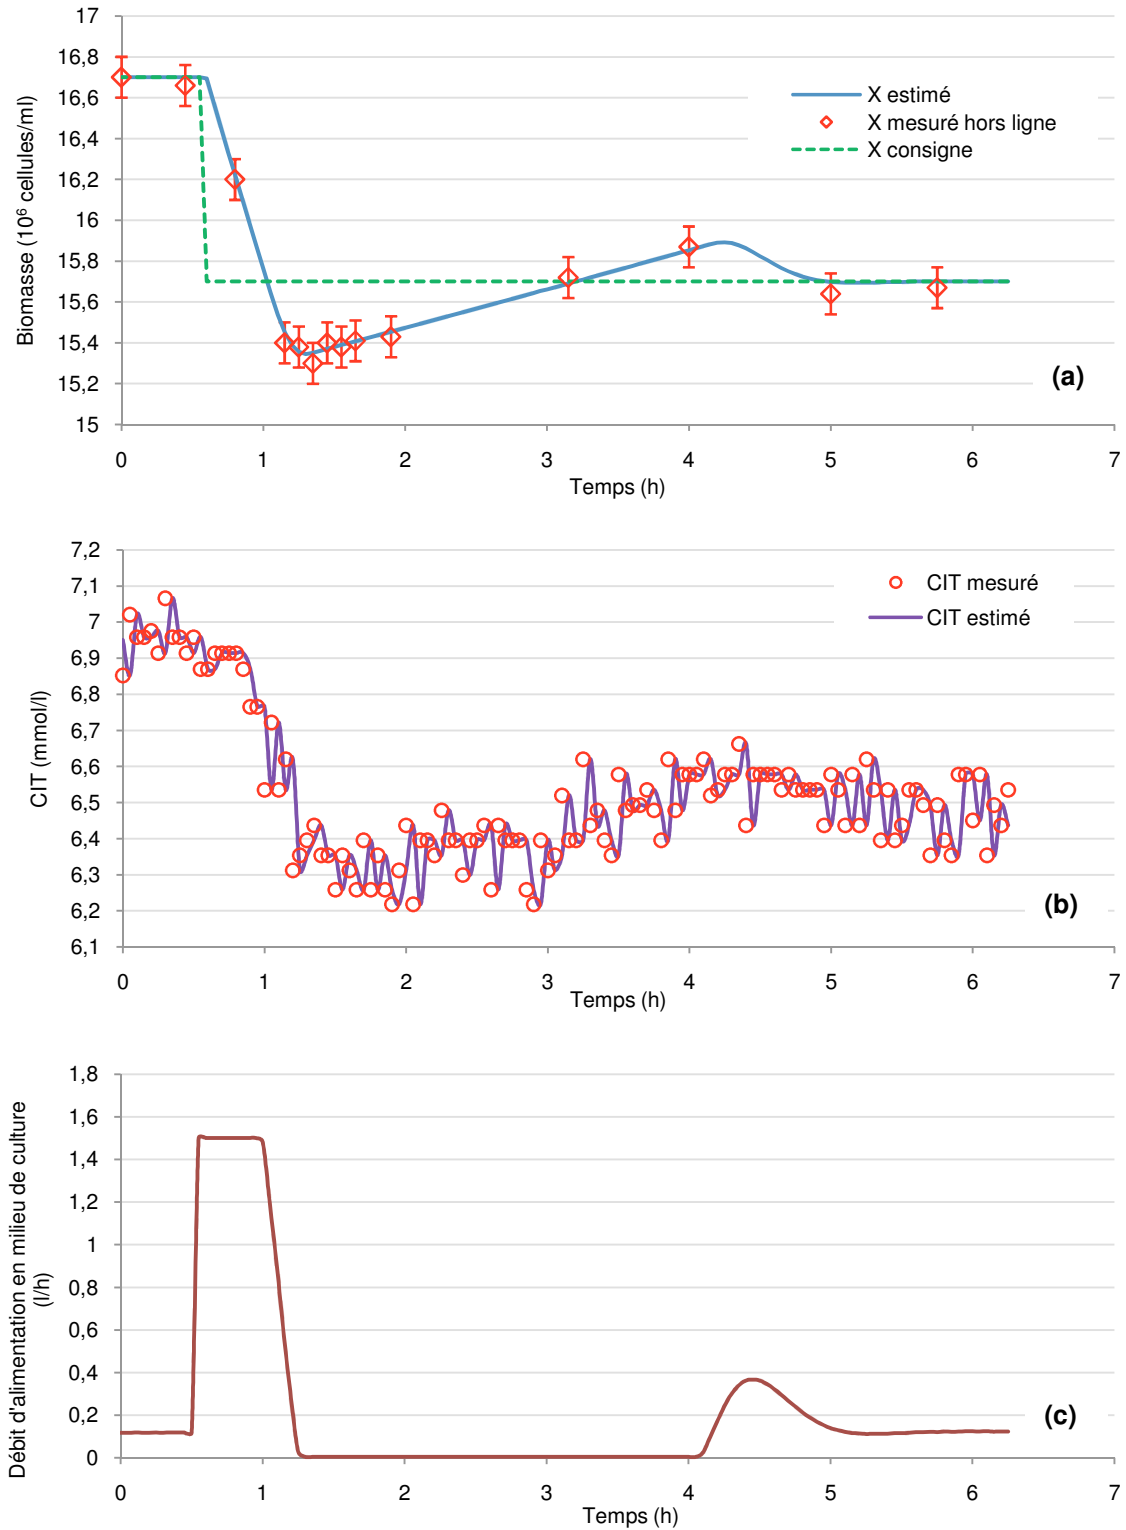 17
16,8
16,6
16,4
16,2
16
15,8
15,6
15,4
15,2
15
Biomasse (10⁶ cellules/ml)
X estimé
X mesuré hors ligne
X consigne
(a)
0 1 2 3 4 5 6 7
Temps (h)
7,2
7,1
7
6,9
6,8
6,7
6,6
6,5
6,4
6,3
6,2
6,1
CIT (mmol/l)
CIT mesuré
CIT estimé
(b)
0 1 2 3 4 5 6 7
Temps (h)
1,8
1,6
1,4
1,2
1
0,8
0,6
0,4
0,2
0
Débit d'alimentation en milieu de culture
(l/h)
(c)
0 1 2 3 4 5 6 7
Temps (h)